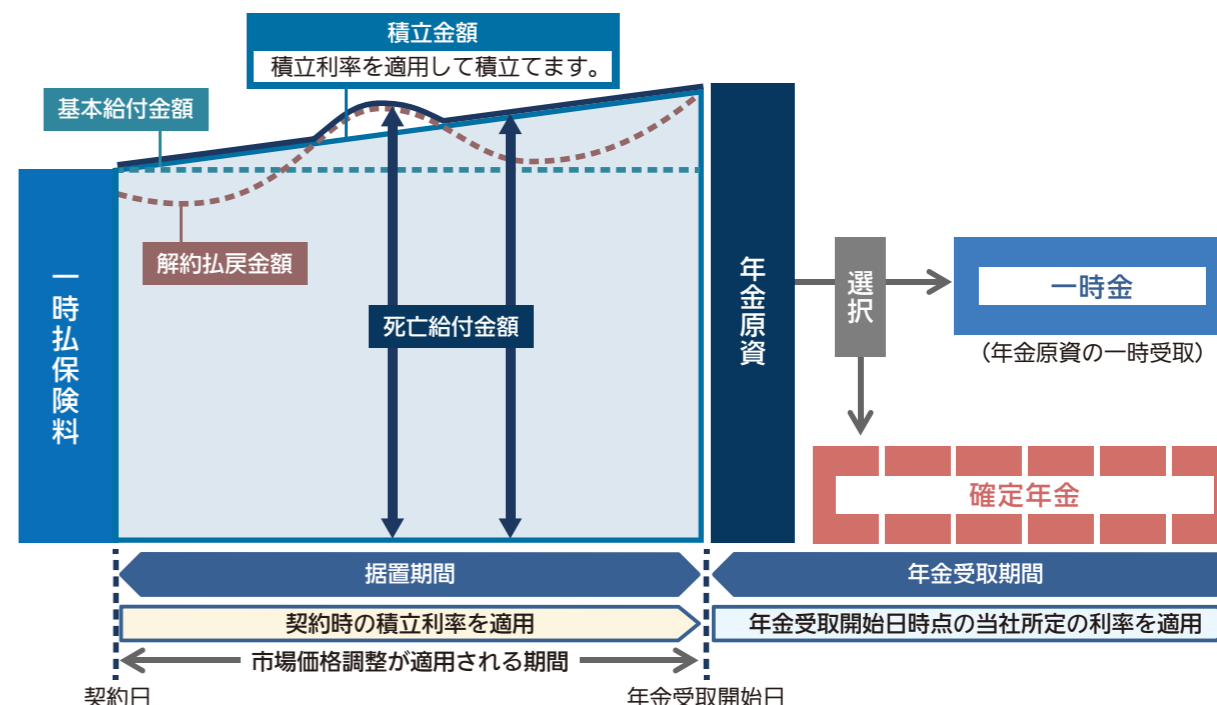 積立金額
積立利率を適用して積立てます。
基本給付金額
解約払戻金額
一時払保険料
死亡給付金額
年金原資
選択
一時金
（年金原資の一時受取）
確定年金
据置期間
年金受取期間
契約時の積立利率を適用
年金受取開始日時点の当社所定の利率を適用
市場価格調整が適用される期間
契約日
年金受取開始日